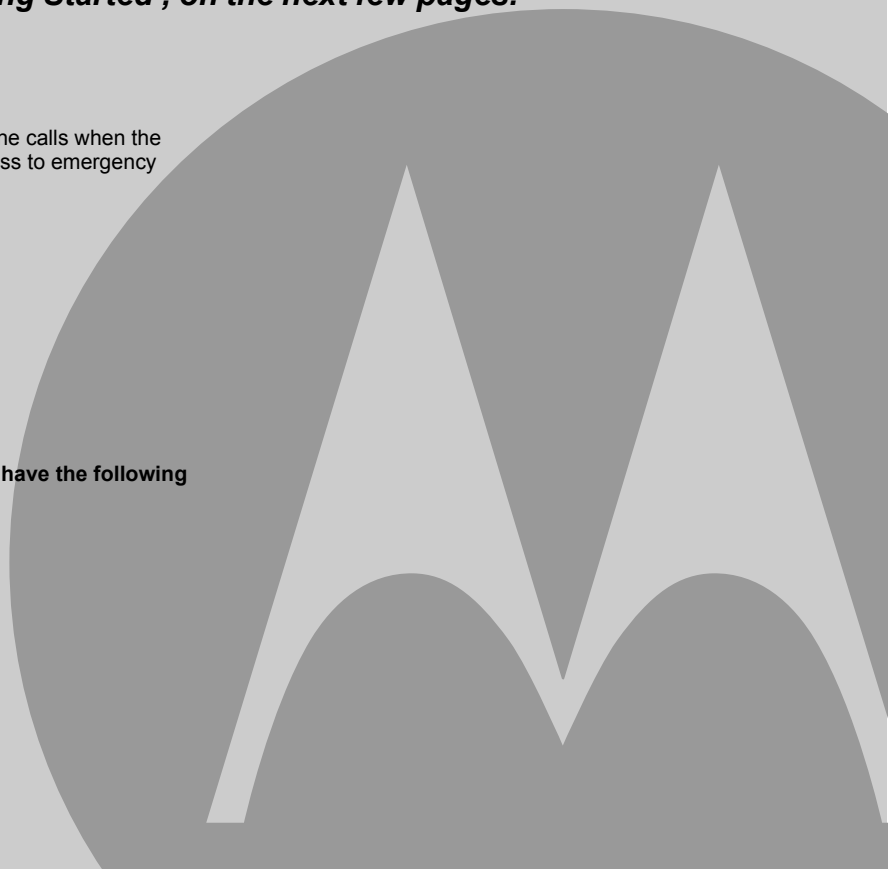 ng Started', on the next few pages.
ne calls when the
ss to emergency
have the following